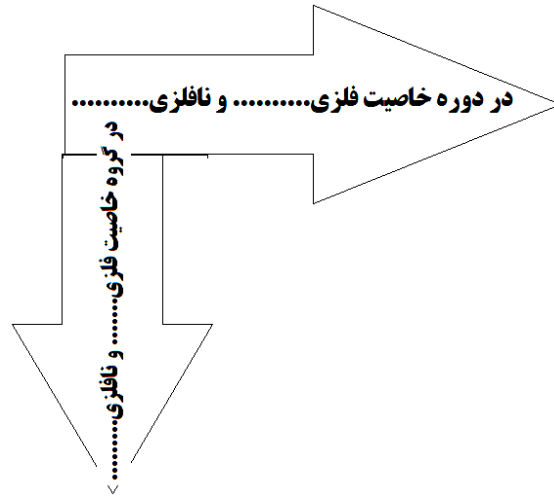 در دوره خاصیت فلزی.......... و نافلزی..........
در گروه خاصیت فلزی....... و نافلزی.........